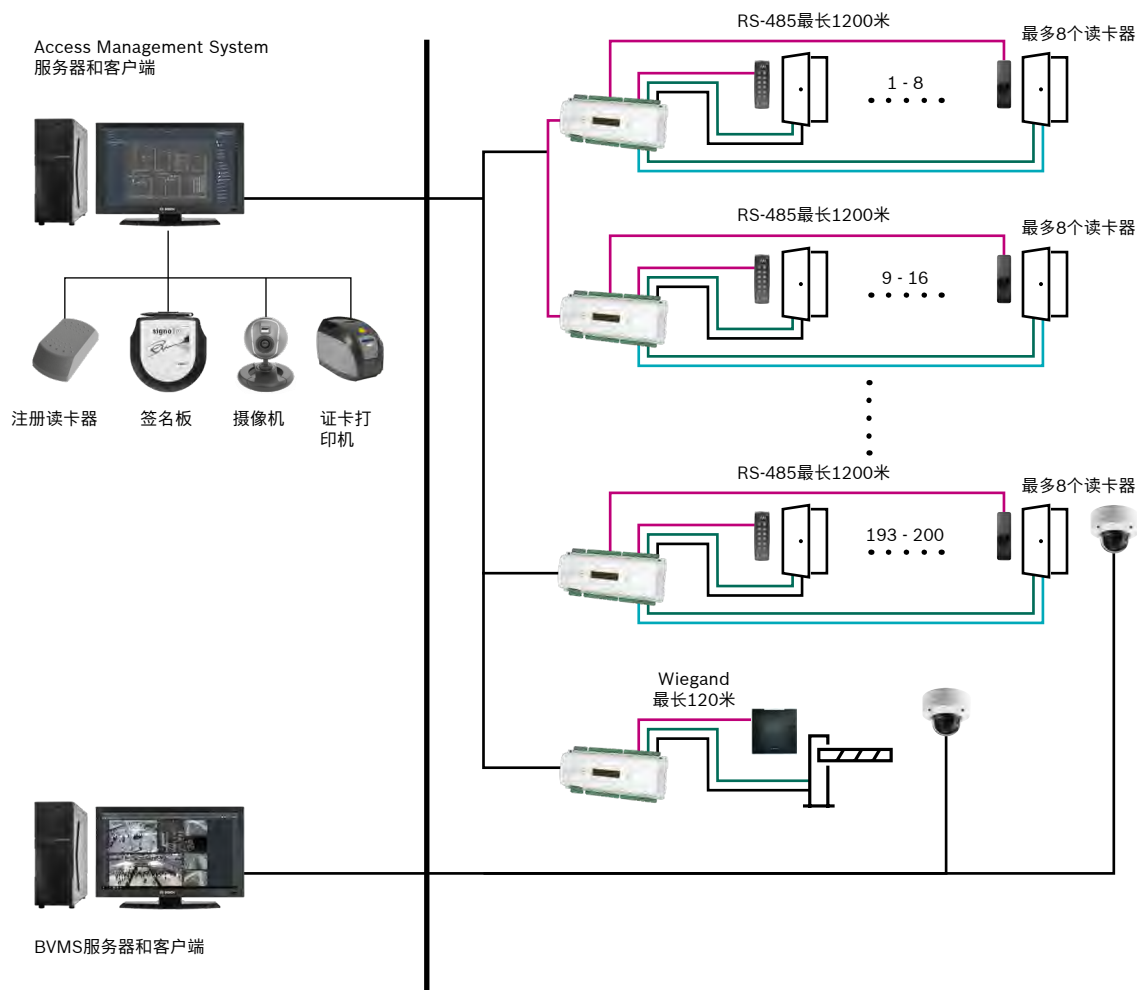 Access Management System
服务器和客户端
注册读卡器
签名板
摄像机
证卡打
印机
RS-485最长1200米
最多8个读卡器
1 - 8
RS-485最长1200米
最多8个读卡器
9 - 16
RS-485最长1200米
最多8个读卡器
193 - 200
Wiegand
最长120米
BVMS服务器和客户端